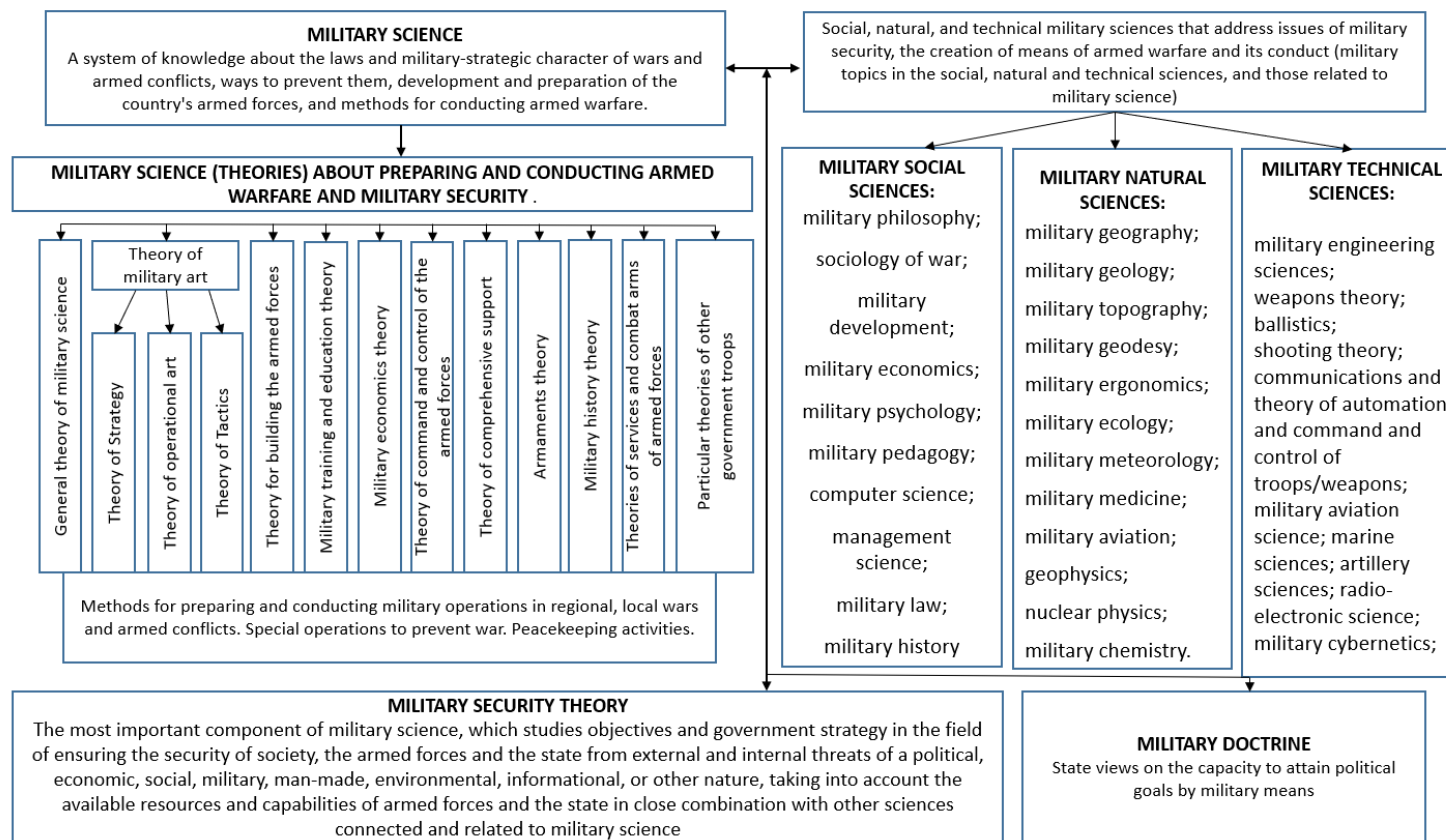 MILITARY SCIENCE
A system of knowledge about the laws and military-strategic character of wars and
armed conflicts, ways to prevent them, development and preparation of the
country's armed forces, and methods for conducting armed warfare.
Social, natural, and technical military sciences that address issues of military
security, the creation of means of armed warfare and its conduct (military
topics in the social, natural and technical sciences, and those related to
military science)
MILITARY SCIENCE (THEORIES) ABOUT PREPARING AND CONDUCTING ARMED
WARFARE AND MILITARY SECURITY .
General theory of military science
Theory of
military art
Theory of Strategy
Theory of operational art
Theory of Tactics
Theory for building the armed forces
Military training and education theory
Military economics theory
Theory of command and control of the
armed forces
Theory of comprehensive support
Armaments theory
Military history theory
Theories of services and combat arms
of armed forces
Particular theories of other
government troops
Methods for preparing and conducting military operations in regional, local wars
and armed conflicts. Special operations to prevent war. Peacekeeping activities.
MILITARY SOCIAL
SCIENCES:
military philosophy;
sociology of war;
military
development;
military economics;
military psychology;
military pedagogy;
computer science;
management
science;
military law;
military history
MILITARY NATURAL
SCIENCES:
military geography;
military geology;
military topography;
military geodesy;
military ergonomics;
military ecology;
military meteorology;
military medicine;
military aviation;
geophysics;
nuclear physics;
military chemistry.
MILITARY TECHNICAL
SCIENCES:
military engineering
sciences;
weapons theory;
ballistics;
shooting theory;
communications and
theory of automation
and command and
control of
troops/weapons;
military aviation
science; marine
sciences; artillery
sciences; radio-
electronic science;
military cybernetics;
MILITARY SECURITY THEORY
The most important component of military science, which studies objectives and government strategy in the field
of ensuring the security of society, the armed forces and the state from external and internal threats of a political,
economic, social, military, man-made, environmental, informational, or other nature, taking into account the
available resources and capabilities of armed forces and the state in close combination with other sciences
connected and related to military science
MILITARY DOCTRINE
State views on the capacity to attain political
goals by military means